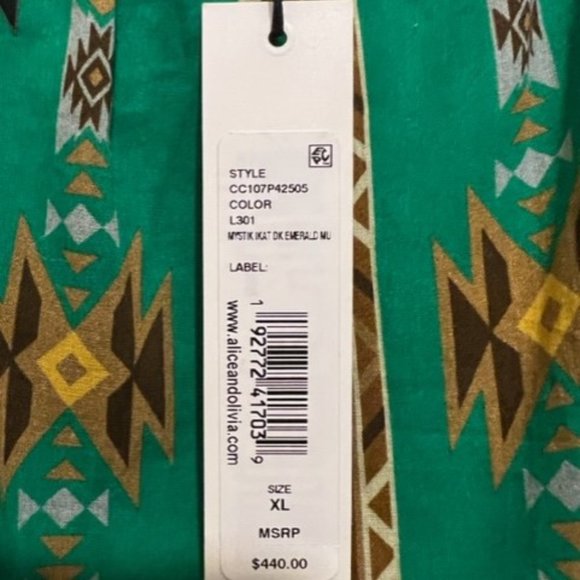 STYLE
CC107P42505
COLOR
L301
MYSTIK IKAT DK EMERALD MU
LABEL:
www.aliceandolivia.com
1 92772 41703 9
SIZE
XL
MSRP
$440.00